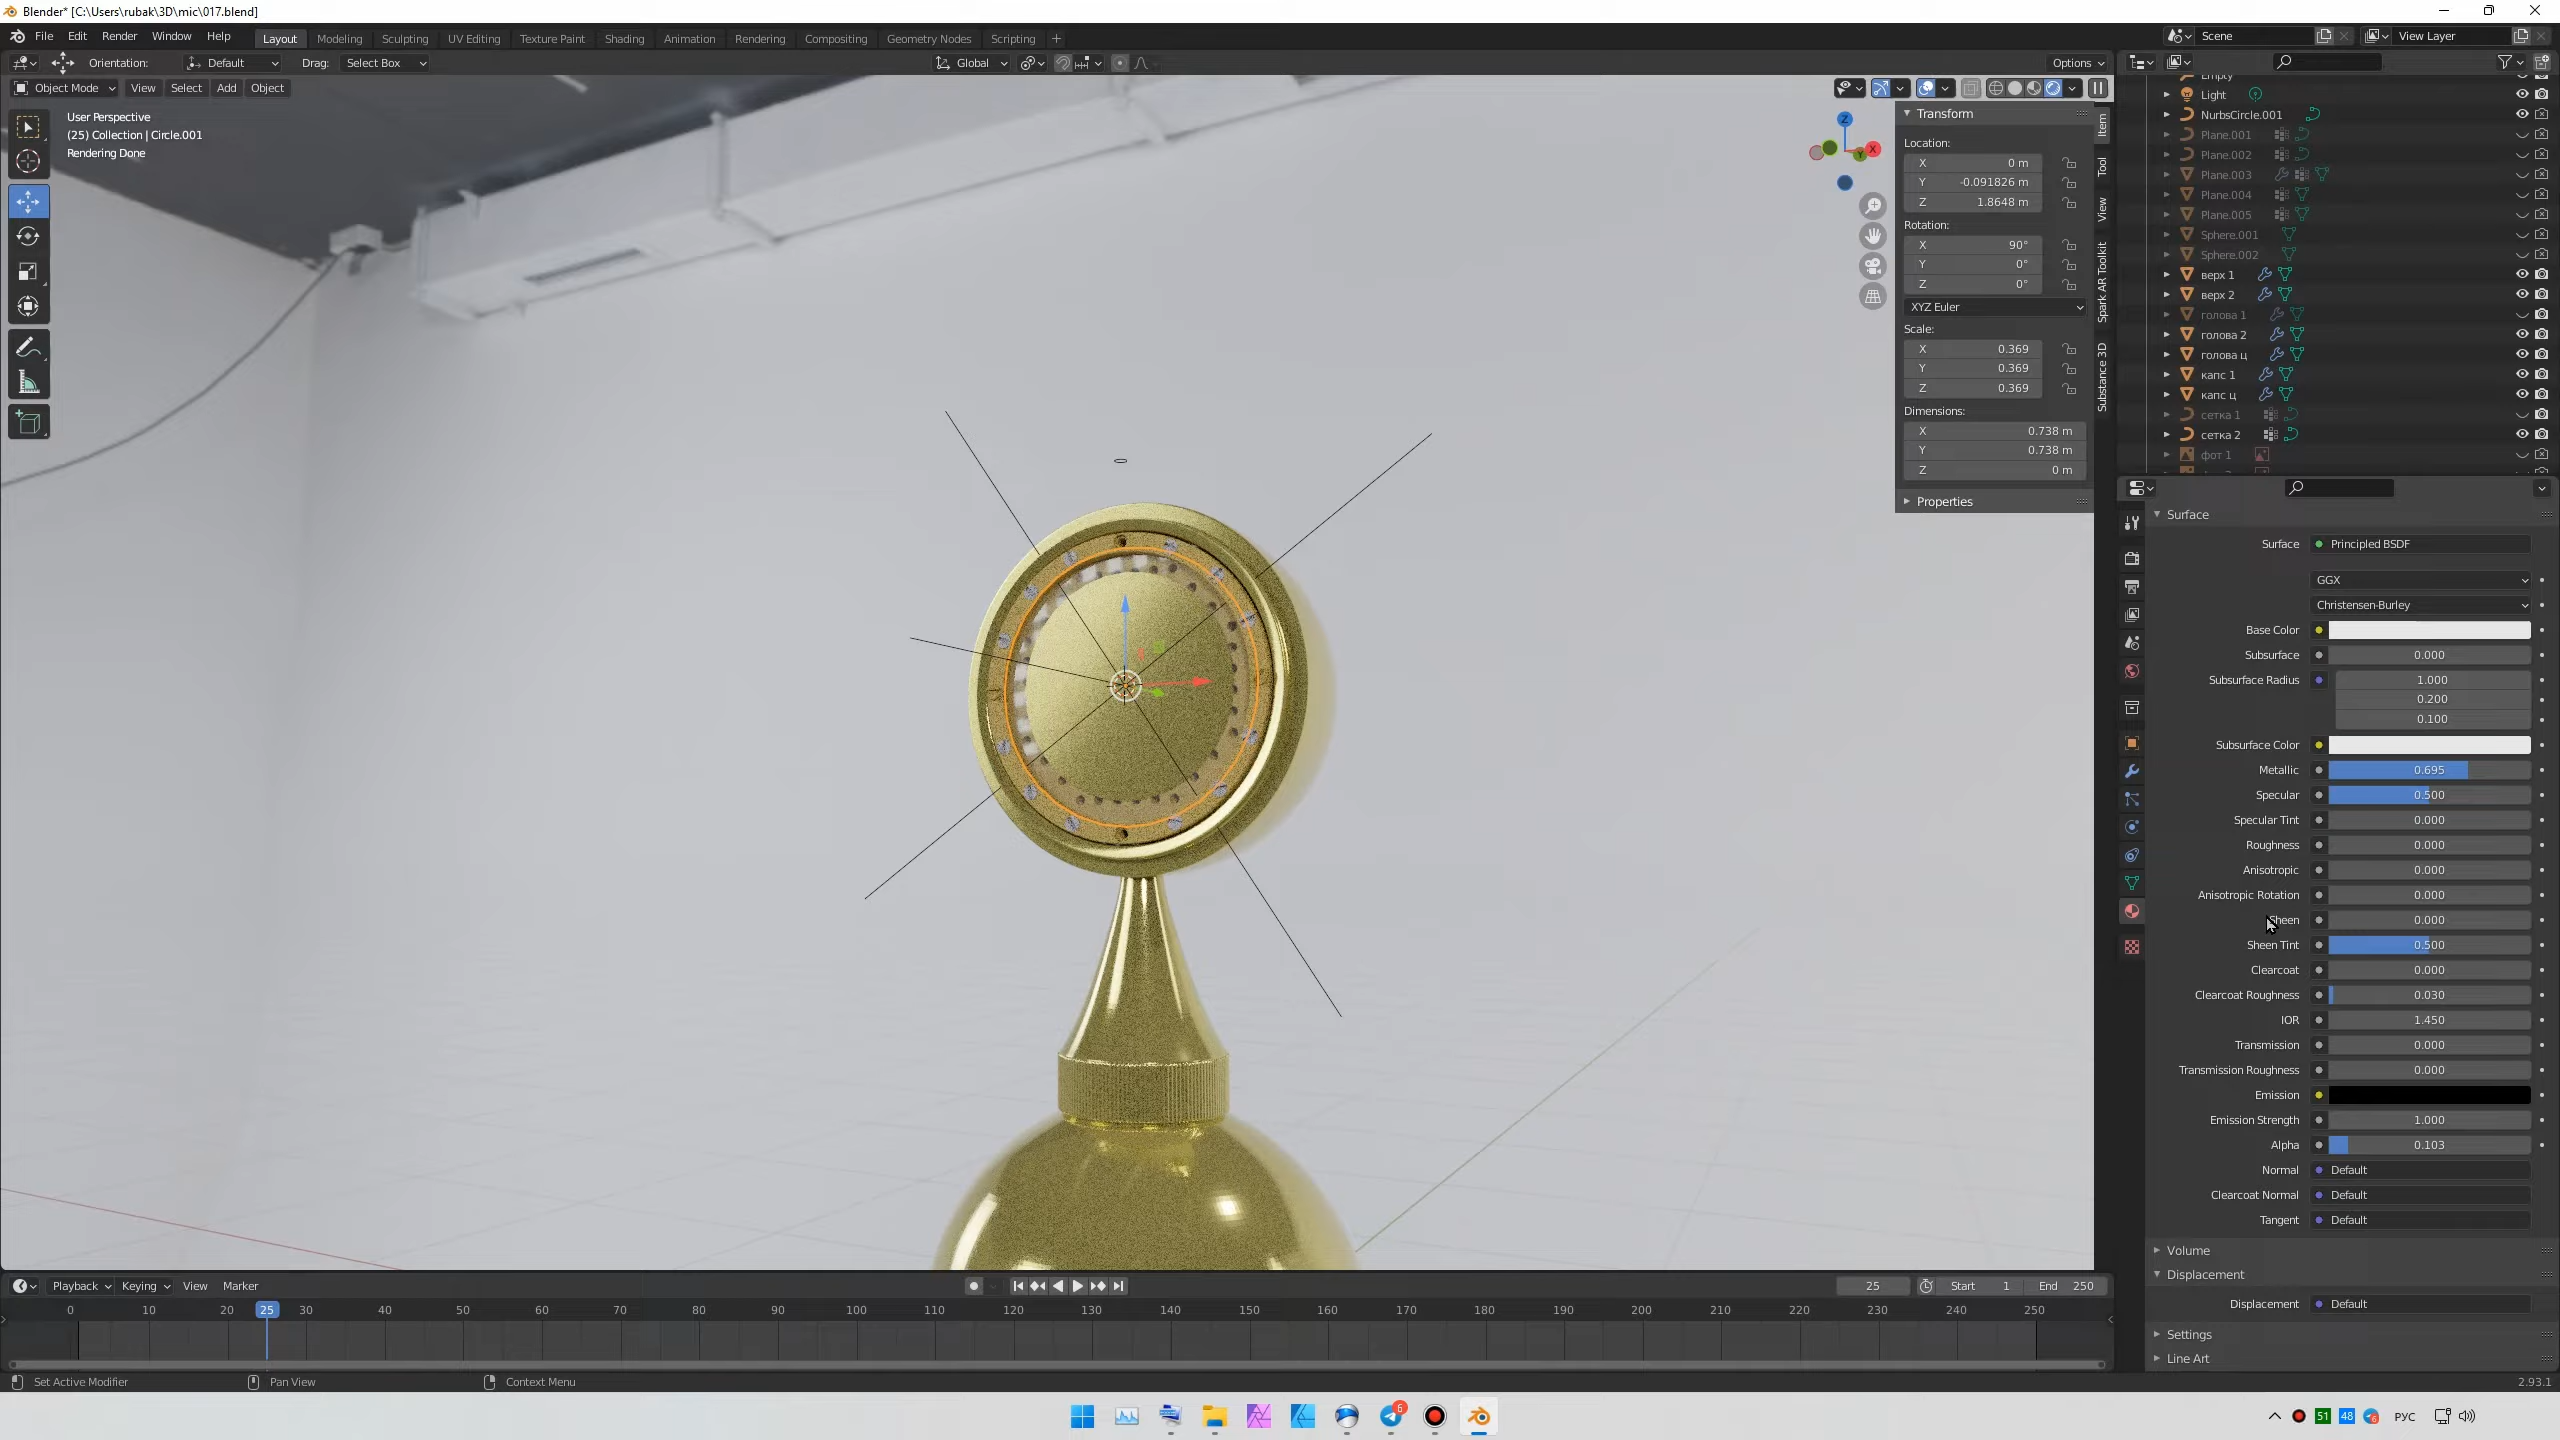 Blender* [C:\Users\rubak\3D\mic\017.blend]
File Edit Render Window Help Layout Modeling Sculpting UV Editing Texture Paint Shading Animation Rendering Compositing Geometry Nodes Scripting + Scene View Layer
Orientation: Default Drag: Select Box Global Options
Object Mode View Select Add Object
User Perspective
(25) Collection | Circle.001
Rendering Done
Z
X
Y
Transform
Location:
X 0 m
Y -0.091826 m
Z 1.8648 m
Rotation:
X 90°
Y 0°
Z 0°
XYZ Euler
Scale:
X 0.369
Y 0.369
Z 0.369
Dimensions:
X 0.738 m
Y 0.738 m
Z 0 m
Properties
Item
Tool
View
Spark AR Toolkit
Substance 3D
Empty
Light
NurbsCircle.001
Plane.001
Plane.002
Plane.003
Plane.004
Plane.005
Sphere.001
Sphere.002
верх 1
верх 2
голова 1
голова 2
голова ц
капс 1
капс ц
сетка 1
сетка 2
фот 1
Surface
Surface Principled BSDF
GGX
Christensen-Burley
Base Color
Subsurface 0.000
Subsurface Radius 1.000
0.200
0.100
Subsurface Color
Metallic 0.695
Specular 0.500
Specular Tint 0.000
Roughness 0.000
Anisotropic 0.000
Anisotropic Rotation 0.000
Sheen 0.000
Sheen Tint 0.500
Clearcoat 0.000
Clearcoat Roughness 0.030
IOR 1.450
Transmission 0.000
Transmission Roughness 0.000
Emission
Emission Strength 1.000
Alpha 0.103
Normal Default
Clearcoat Normal Default
Tangent Default
Volume
Displacement
Displacement Default
Settings
Line Art
Playback Keying View Marker 25 Start 1 End 250
0 10 20 25 30 40 50 60 70 80 90 100 110 120 130 140 150 160 170 180 190 200 210 220 230 240 250
Set Active Modifier Pan View Context Menu 2.93.1
6 51 48 6 РУС